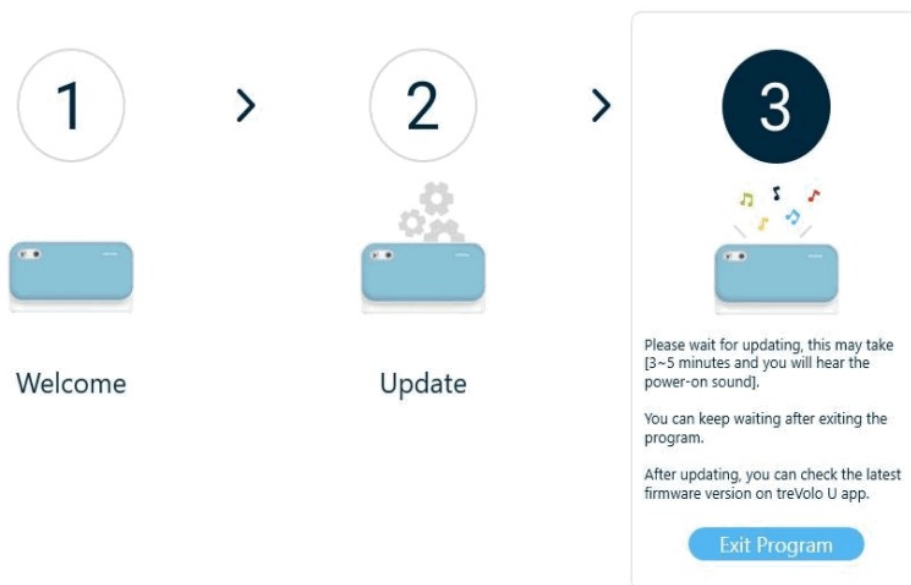 1
2
3
Welcome
Update
Please wait for updating, this may take
[3~5 minutes and you will hear the
power-on sound].
You can keep waiting after exiting the
program.
After updating, you can check the latest
firmware version on treVolo U app.
Exit Program